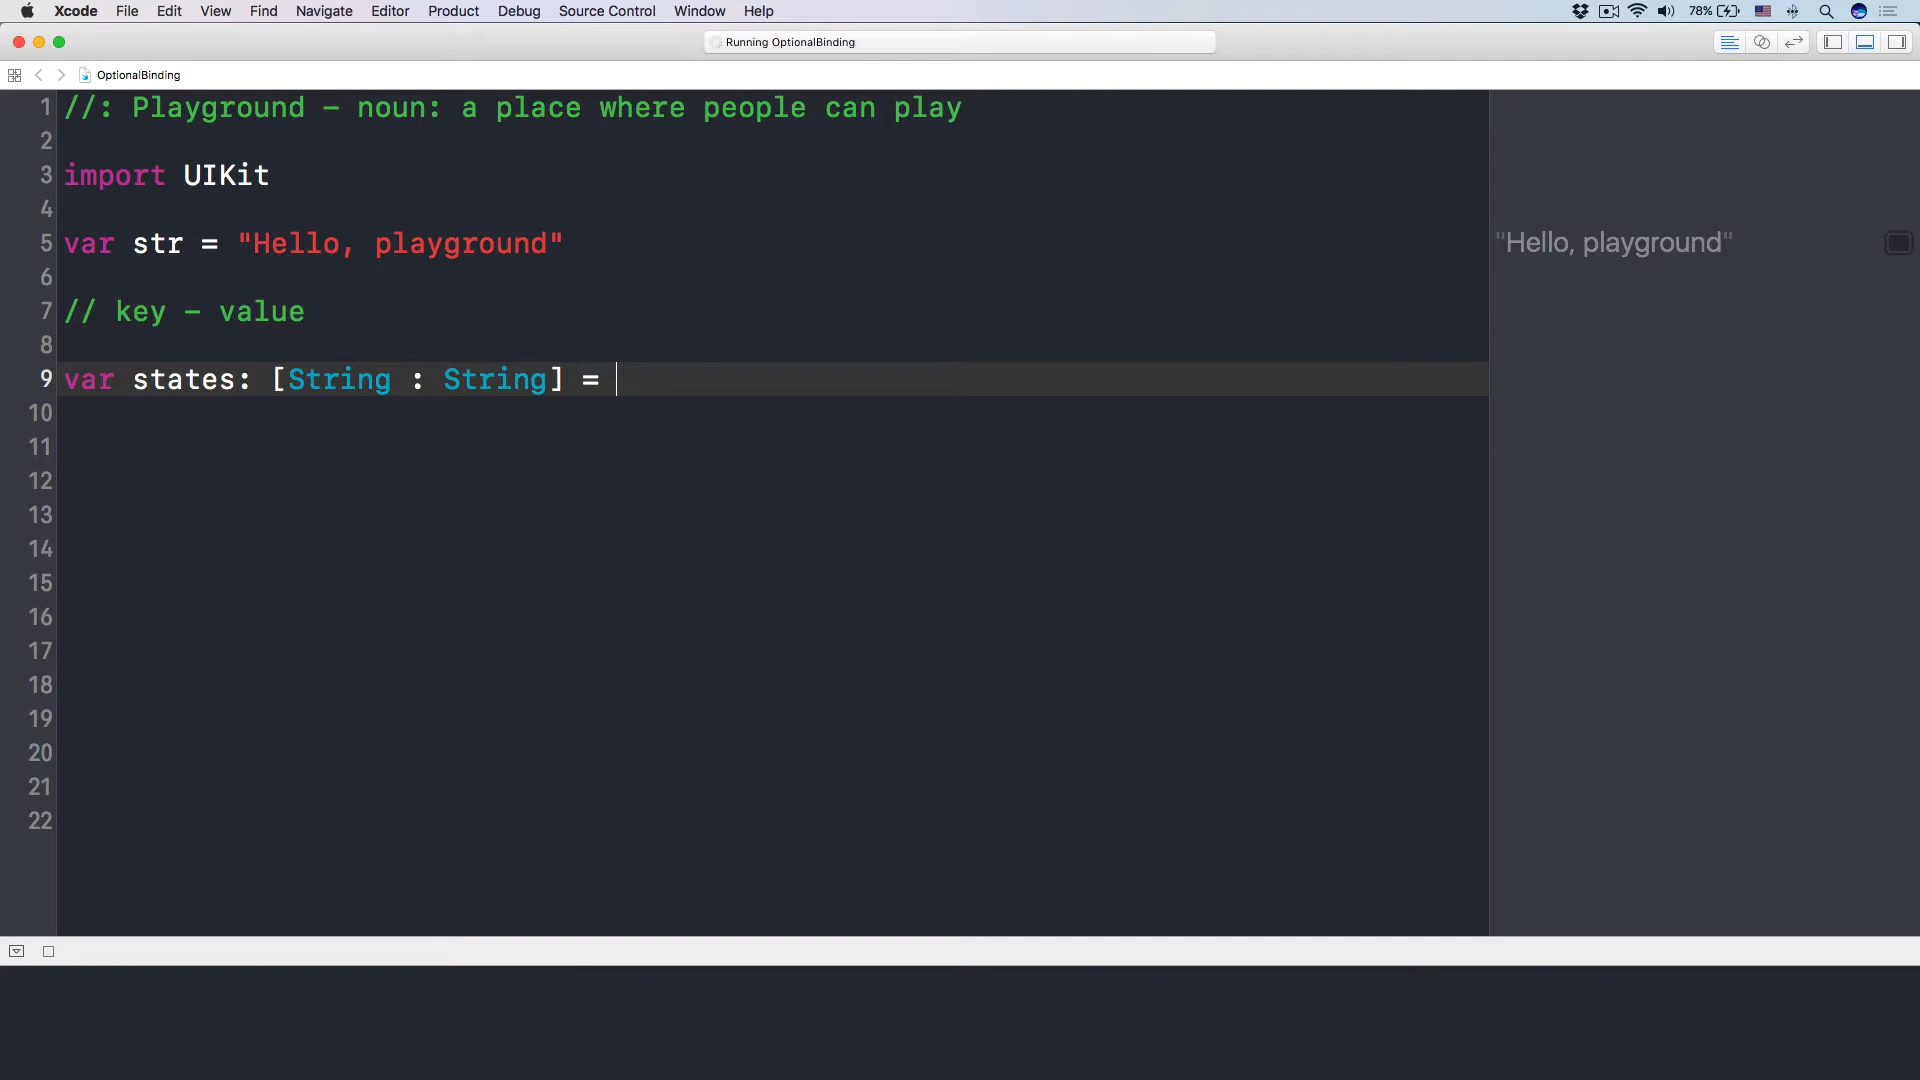 Xcode File Edit View Find Navigate Editor Product Debug Source Control Window Help 78%
Running OptionalBinding
OptionalBinding
1 //: Playground - noun: a place where people can play
2
3 import UIKit
4
5 var str = "Hello, playground" "Hello, playground"
6
7 // key - value
8
9 var states: [String : String] =
10
11
12
13
14
15
16
17
18
19
20
21
22